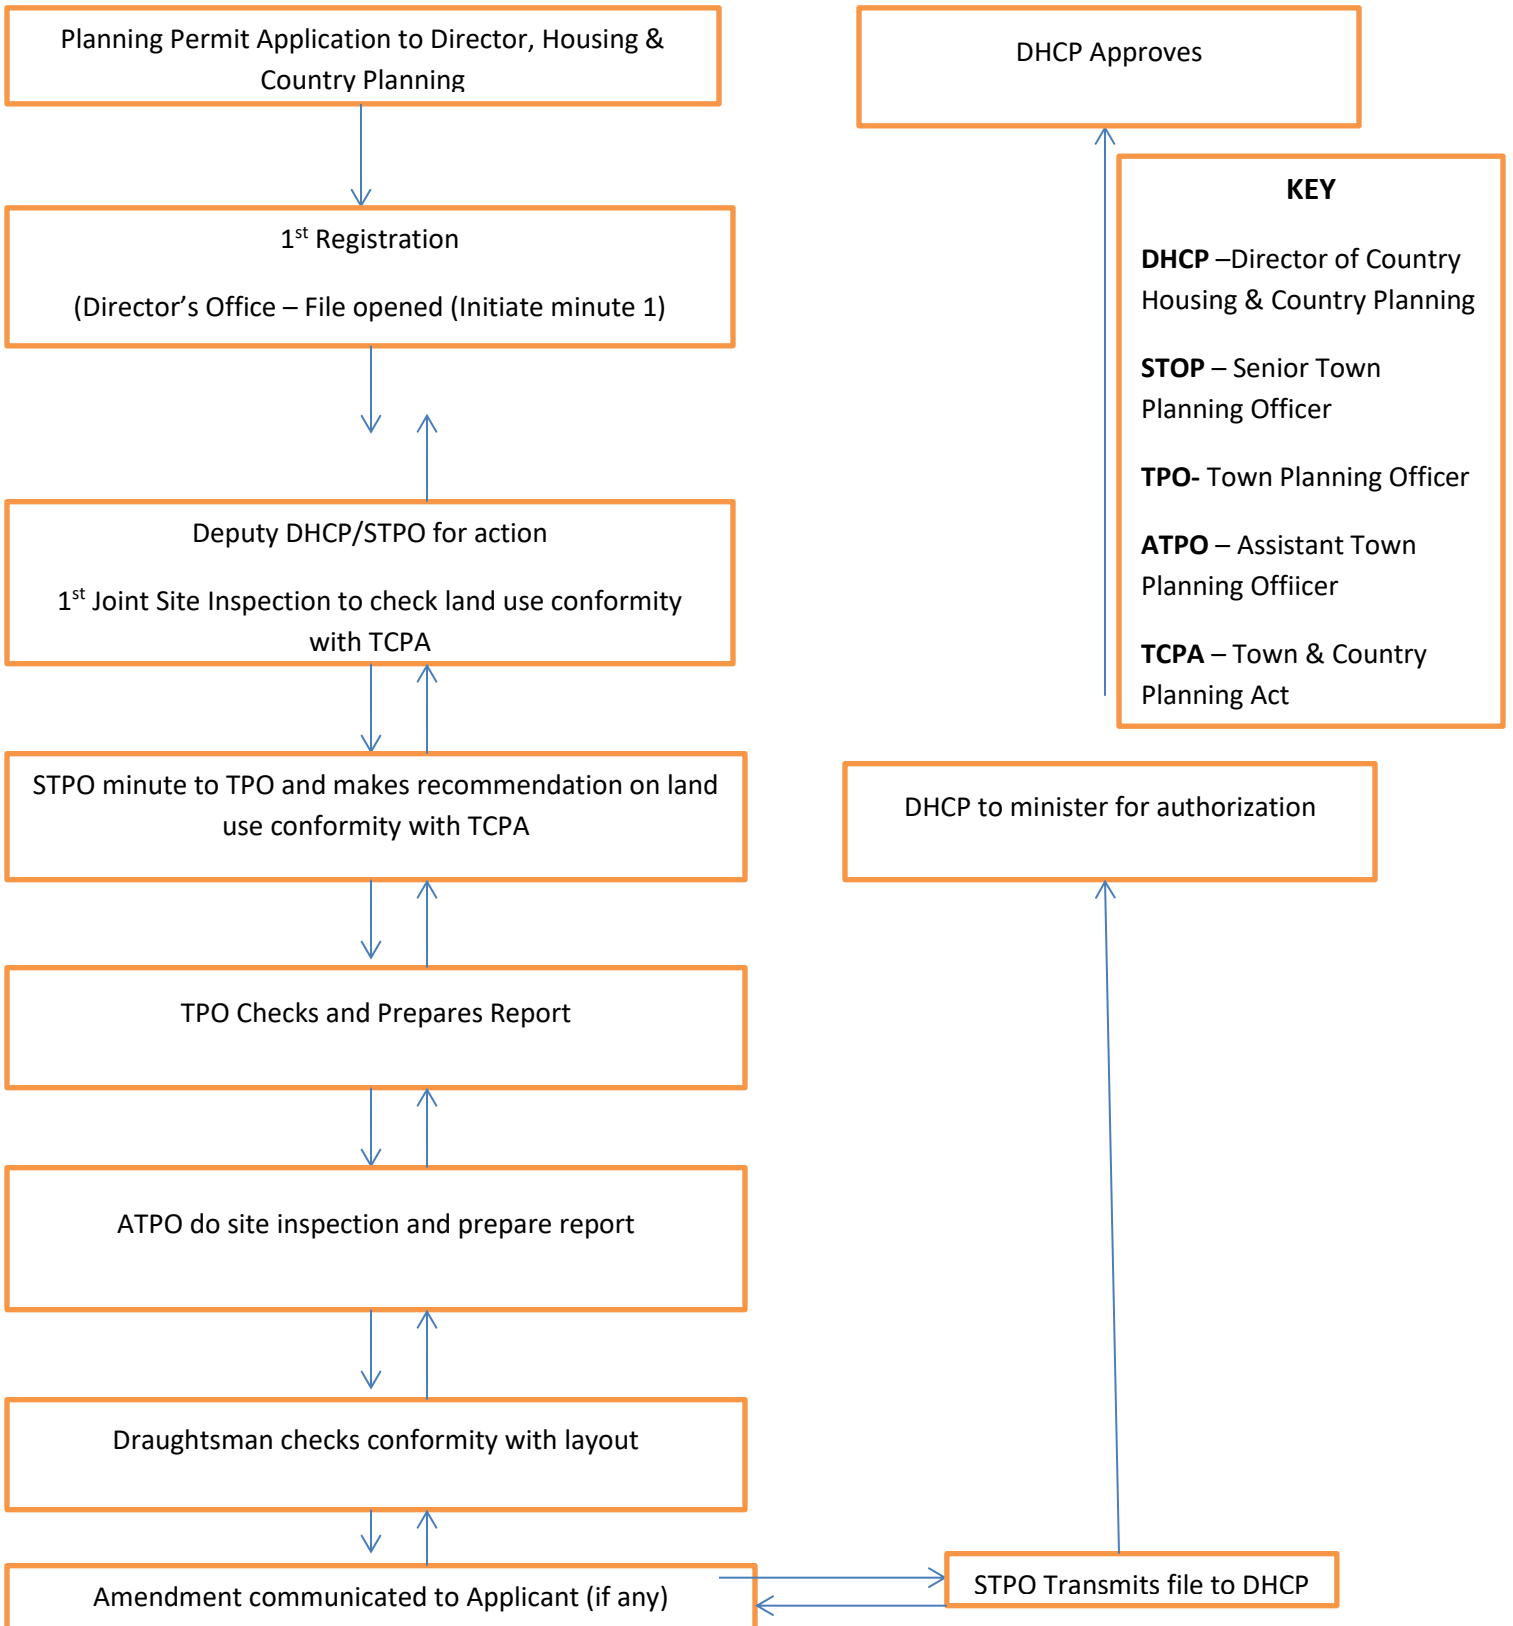 Planning Permit Application to Director, Housing &
Country Planning
1st Registration
(Director’s Office – File opened (Initiate minute 1)
Deputy DHCP/STPO for action
1st Joint Site Inspection to check land use conformity
with TCPA
STPO minute to TPO and makes recommendation on land
use conformity with TCPA
TPO Checks and Prepares Report
ATPO do site inspection and prepare report
Draughtsman checks conformity with layout
Amendment communicated to Applicant (if any)
STPO Transmits file to DHCP
DHCP to minister for authorization
DHCP Approves
KEY
DHCP –Director of Country
Housing & Country Planning
STOP – Senior Town
Planning Officer
TPO- Town Planning Officer
ATPO – Assistant Town
Planning Offiicer
TCPA – Town & Country
Planning Act